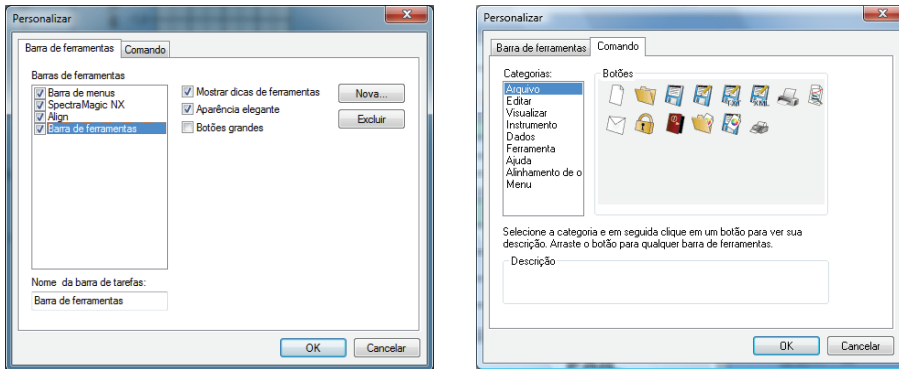 Personalizar
Barra de ferramentas
Comando
Barras de ferramentas
Barra de menus
SpectraMagic NX
Align
Barra de ferramentas
Mostrar dicas de ferramentas
Aparência elegante
Botões grandes
Nova...
Excluir
Nome da barra de tarefas:
Barra de ferramentas
OK
Cancelar
Personalizar
Barra de ferramentas
Comando
Categorias:
Arquivo
Editar
Visualizar
Instrumento
Dados
Ferramenta
Ajuda
Alinhamento de o
Menu
Botões
Selecione a categoria e em seguida clique em um botão para ver sua
descrição. Arraste o botão para qualquer barra de ferramentas.
Descrição
OK
Cancelar